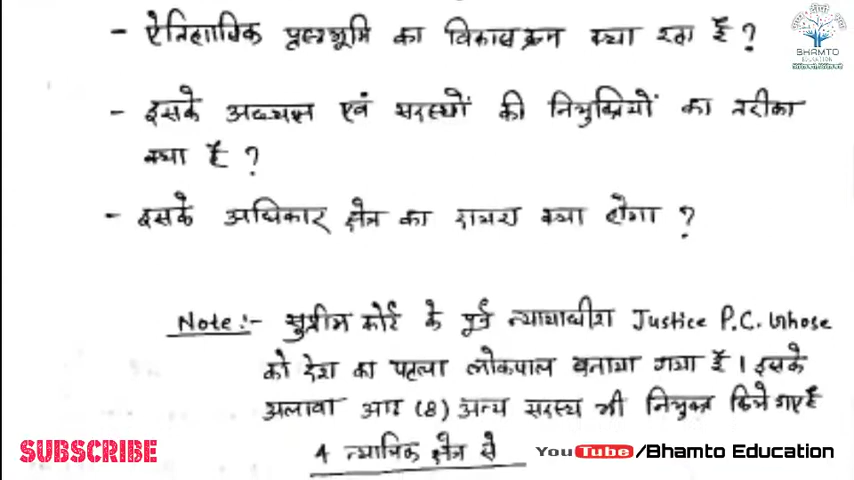 - ऐतिहासिक पृष्ठभूमि का विकासक्रम क्या रहा है ?
BHAMTO
EDUCATION
- इसके अध्यक्ष एवं सदस्यों की नियुक्तियों का तरीका
क्या है ?
- इसके अधिकार क्षेत्र का दायरा क्या होगा ?
Note:- सुप्रीम कोर्ट के पूर्व न्यायाधीश Justice P.C. Ghose
को देश का पहला लोकपाल बनाया गया है । इसके
अलावा आठ (8) अन्य सदस्य भी नियुक्त किये गए है
4 न्यायिक क्षेत्र से
SUBSCRIBE
YouTube/Bhamto Education